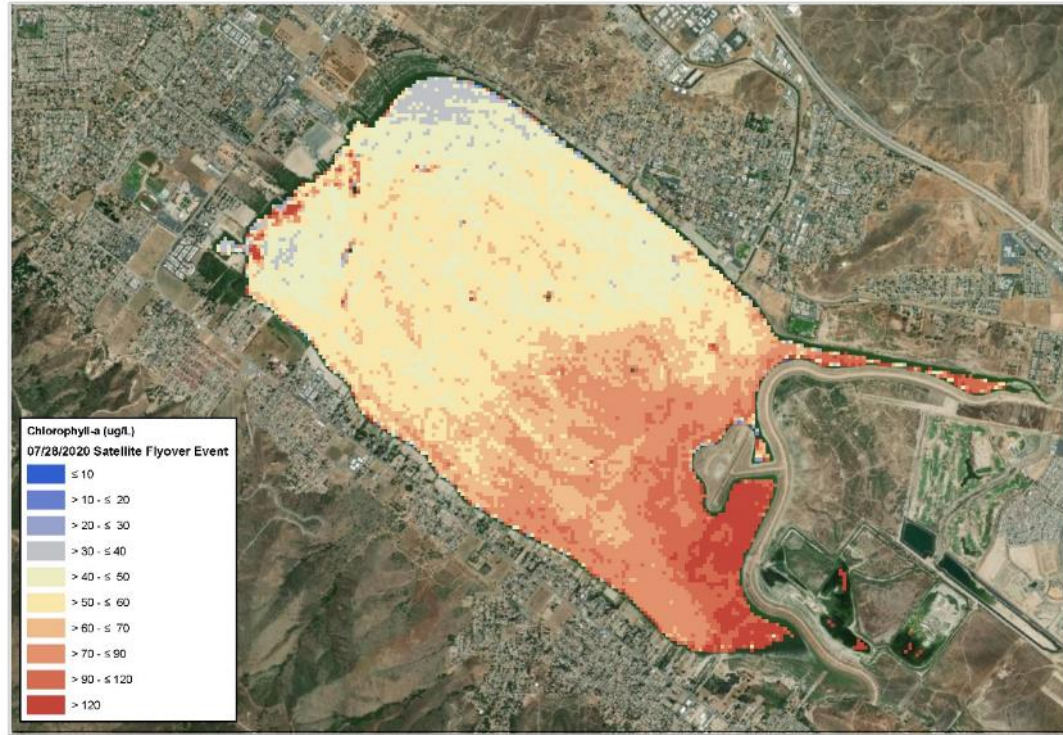 Chlorophyll-a (ug/L)
07/28/2020 Satellite Flyover Event
≤ 10
> 10 - ≤ 20
> 20 - ≤ 30
> 30 - ≤ 40
> 40 - ≤ 50
> 50 - ≤ 60
> 60 - ≤ 70
> 70 - ≤ 90
> 90 - ≤ 120
> 120